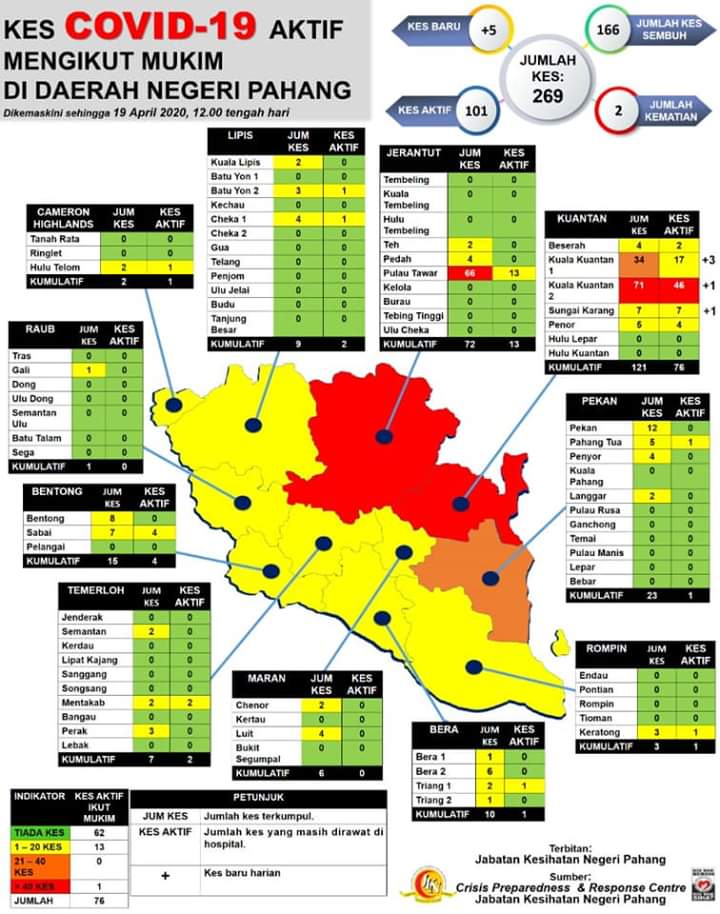 KES COVID-19 AKTIF
MENGIKUT MUKIM
DI DAERAH NEGERI PAHANG
Dikemaskini sehingga 19 April 2020, 12.00 tengah hari
KES BARU +5
166 JUMLAH KES SEMBUH
JUMLAH KES: 269
KES AKTIF 101
2 JUMLAH KEMATIAN
LIPIS JUM KES KES AKTIF
Kuala Lipis 2 0
Batu Yon 1 0 0
Batu Yon 2 3 1
Kechau 0 0
Cheka 1 4 1
Cheka 2 0 0
Gua 0 0
Telang 0 0
Penjom 0 0
Ulu Jelai 0 0
Budu 0 0
Tanjung Besar 0 0
KUMULATIF 9 2
JERANTUT JUM KES KES AKTIF
Tembeling 0 0
Kuala Tembeling 0 0
Hulu Tembeling 0 0
Teh 2 0
Pedah 4 0
Pulau Tawar 66 13
Kelola 0 0
Burau 0 0
Tebing Tinggi 0 0
Ulu Cheka 0 0
KUMULATIF 72 13
CAMERON HIGHLANDS JUM KES KES AKTIF
Tanah Rata 0 0
Ringlet 0 0
Hulu Telom 2 1
KUMULATIF 2 1
KUANTAN JUM KES KES AKTIF
Beserah 4 2
Kuala Kuantan 1 34 17 +3
Kuala Kuantan 2 71 46 +1
Sungai Karang 7 7 +1
Penor 5 4
Hulu Lepar 0 0
Hulu Kuantan 0 0
KUMULATIF 121 76
RAUB JUM KES KES AKTIF
Tras 0 0
Gali 1 0
Dong 0 0
Ulu Dong 0 0
Semantan Ulu 0 0
Batu Talam 0 0
Sega 0 0
KUMULATIF 1 0
PEKAN JUM KES KES AKTIF
Pekan 12 0
Pahang Tua 5 1
Penyor 4 0
Kuala Pahang 0 0
Langgar 2 0
Pulau Rusa 0 0
Ganchong 0 0
Temai 0 0
Pulau Manis 0 0
Lepar 0 0
Bebar 0 0
KUMULATIF 23 1
BENTONG JUM KES KES AKTIF
Bentong 8 0
Sabai 7 4
Pelangai 0 0
KUMULATIF 15 4
TEMERLOH JUM KES KES AKTIF
Jenderak 0 0
Semantan 2 0
Kerdau 0 0
Lipat Kajang 0 0
Sanggang 0 0
Songsang 0 0
Mentakab 2 2
Bangau 0 0
Perak 3 0
Lebak 0 0
KUMULATIF 7 2
MARAN JUM KES KES AKTIF
Chenor 2 0
Kertau 0 0
Luit 4 0
Bukit Segumpal 0 0
KUMULATIF 6 0
ROMPIN JUM KES KES AKTIF
Endau 0 0
Pontian 0 0
Rompin 0 0
Tioman 0 0
Keratong 3 1
KUMULATIF 3 1
BERA JUM KES KES AKTIF
Bera 1 1 0
Bera 2 6 0
Triang 1 2 1
Triang 2 1 0
KUMULATIF 10 1
INDIKATOR KES AKTIF IKUT MUKIM
TIADA KES 62
1 – 20 KES 13
21 – 40 KES 0
> 40 KES 1
JUMLAH 76
PETUNJUK
JUM KES Jumlah kes terkumpul.
KES AKTIF Jumlah kes yang masih dirawat di hospital.
+ Kes baru harian
Terbitan:
Jabatan Kesihatan Negeri Pahang
Sumber:
Crisis Preparedness & Response Centre
Jabatan Kesihatan Negeri Pahang